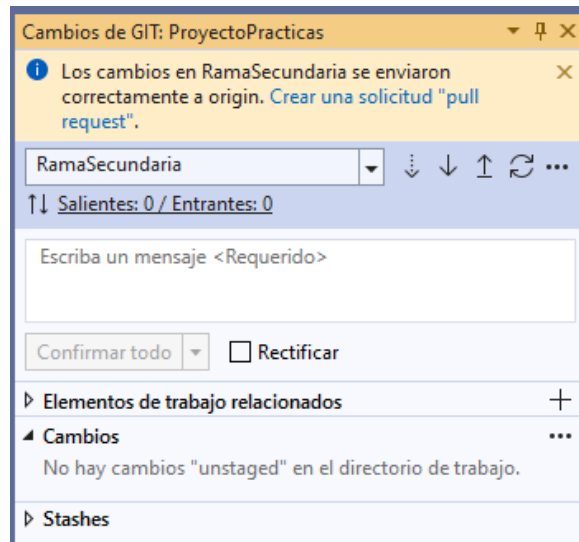 Cambios de GIT: ProyectoPracticas
Los cambios en RamaSecundaria se enviaron
correctamente a origin. Crear una solicitud "pull
request".
RamaSecundaria
Salientes: 0 / Entrantes: 0
Escriba un mensaje <Requerido>
Confirmar todo
Rectificar
Elementos de trabajo relacionados
Cambios
No hay cambios "unstaged" en el directorio de trabajo.
Stashes